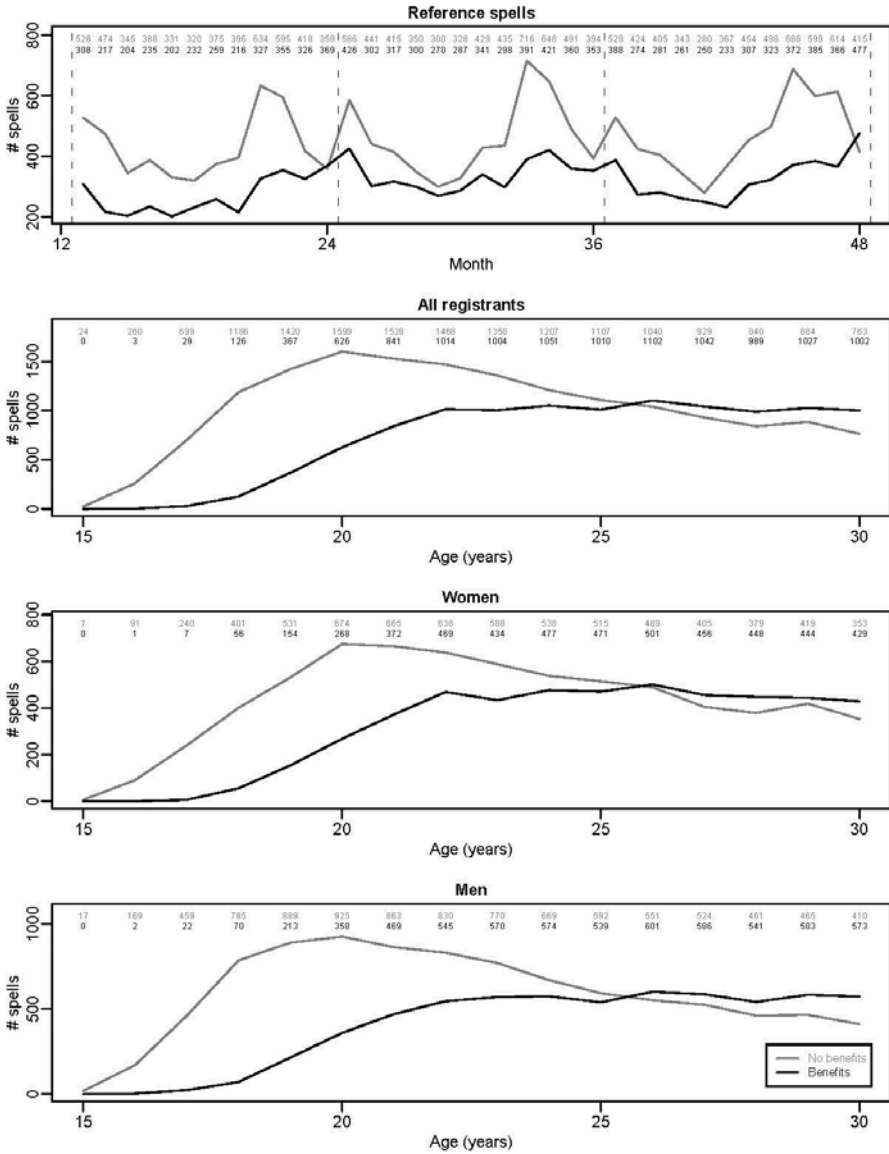 Reference spells
528 474 345 388 331 320 375 396 634 595 418 359 586 441 415 350 300 328 429 435 716 648 491 394 529 424 405 343 280 367 454 498 688 599 614 415
308 217 204 235 202 232 259 216 327 355 326 369 426 302 317 300 270 287 341 298 391 421 360 353 388 274 281 261 250 233 307 323 372 385 366 477
800
600
400
200
# spells
12 24 36 48
Month
All registrants
24 260 699 1186 1420 1599 1528 1468 1358 1207 1107 1040 929 840 884 763
0 3 29 126 367 626 841 1014 1004 1051 1010 1102 1042 989 1027 1002
1500
1000
500
0
# spells
15 20 25 30
Age (years)
Women
7 91 240 401 531 674 665 638 588 538 515 489 405 379 419 353
0 1 7 56 154 268 372 469 434 477 471 501 456 448 444 429
800
600
400
200
0
# spells
15 20 25 30
Age (years)
Men
17 169 459 785 889 925 863 830 770 669 592 551 524 461 465 410
0 2 22 70 213 358 469 545 570 574 539 601 586 541 583 573
1000
500
0
# spells
No benefits
Benefits
15 20 25 30
Age (years)